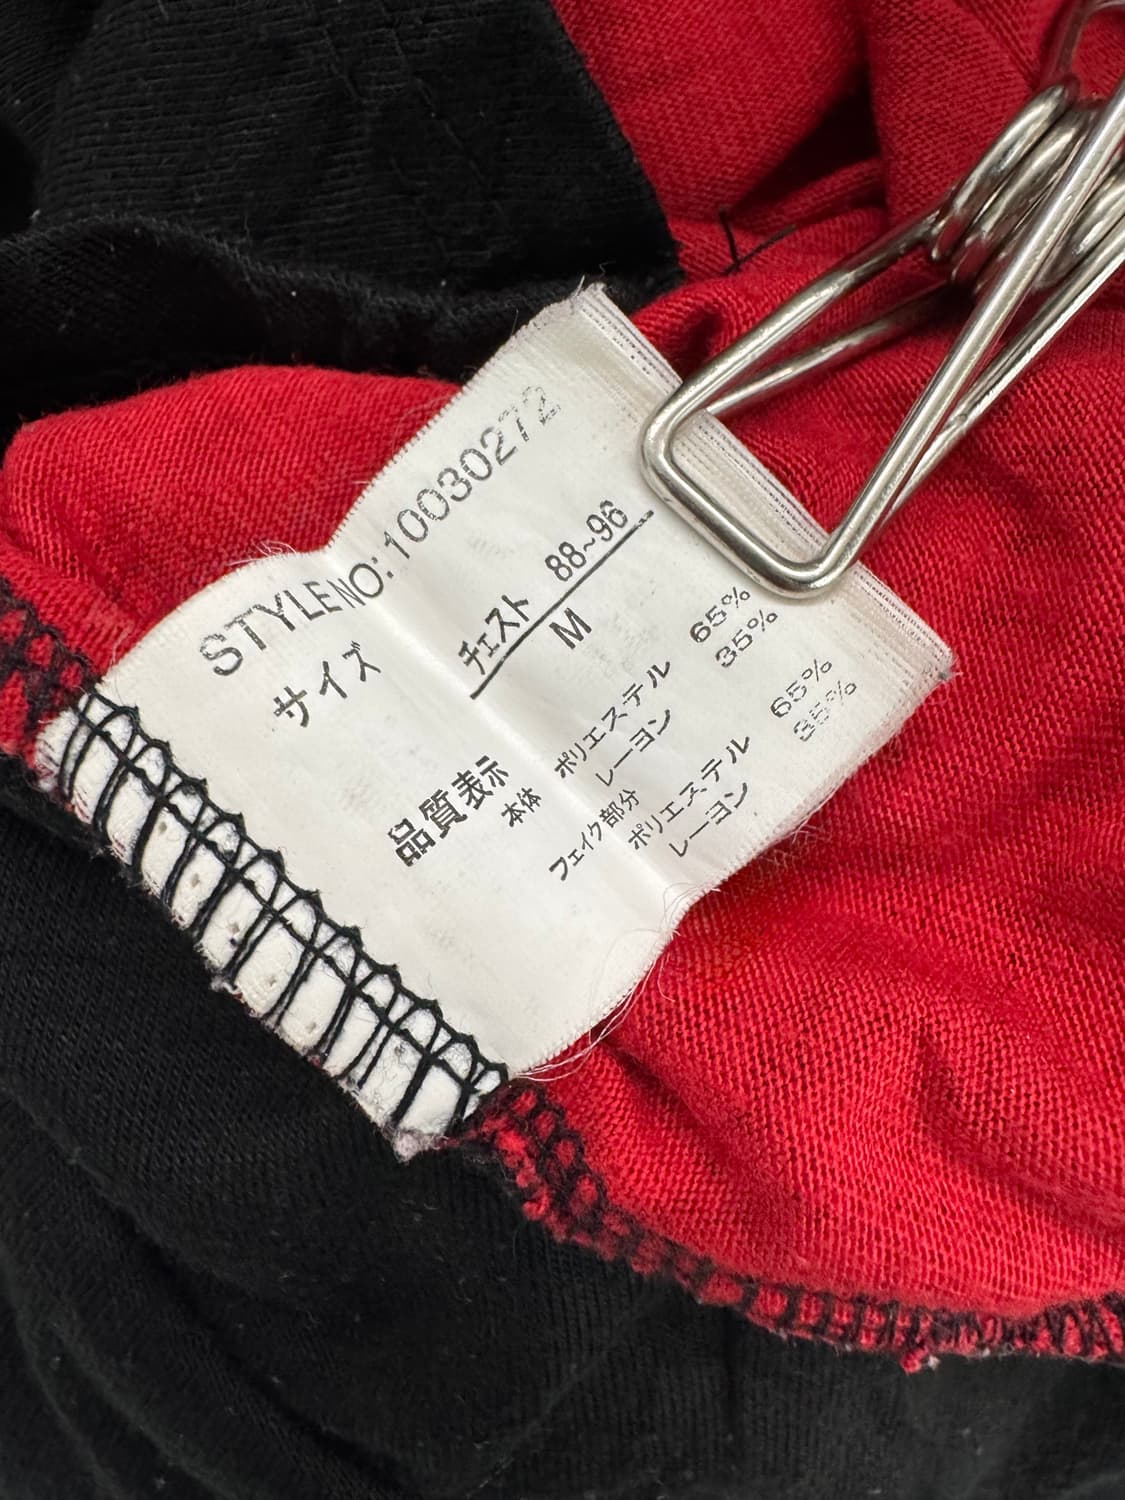 STYLENO:10030272
サイズ
チェスト 88~96
M
品質表示
本体
ポリエステル 65%
レーヨン 35%
フェイク部分
ポリエステル 65%
レーヨン 35%